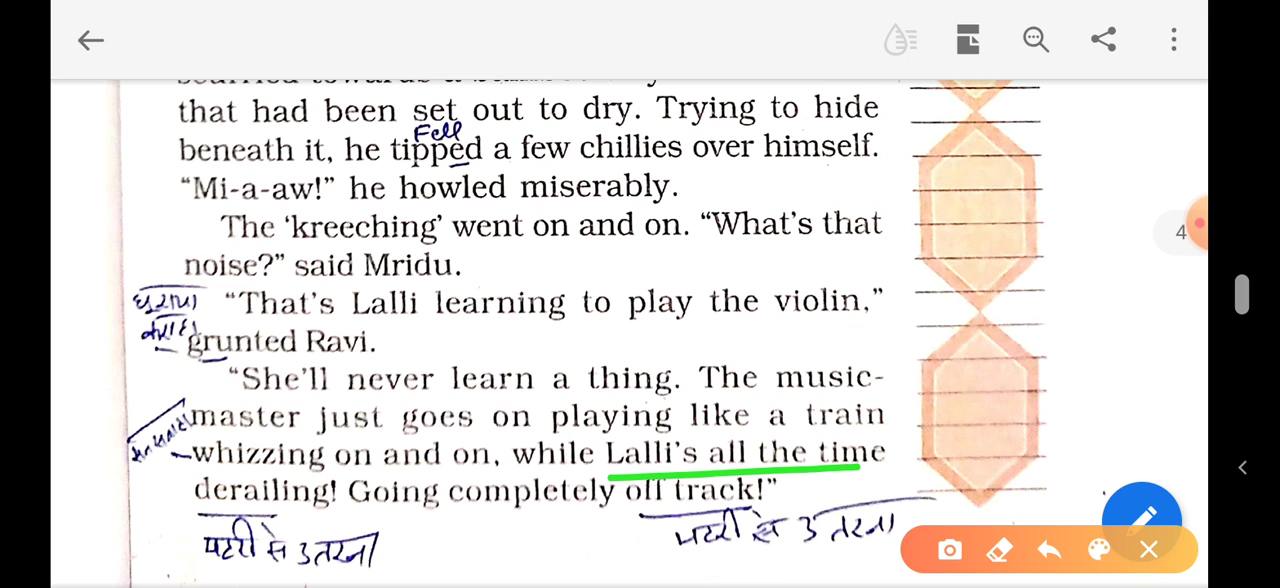 that had been set out to dry. Trying to hide
Fell
beneath it, he tipped a few chillies over himself.
“Mi-a-aw!” he howled miserably.
The ‘kreeching’ went on and on. “What’s that
noise?” said Mridu.
4
“That’s Lalli learning to play the violin,”
grunted Ravi.
“She’ll never learn a thing. The music-
master just goes on playing like a train
whizzing on and on, while Lalli’s all the time
derailing! Going completely off track!”
पटरी से उतरना
पटरी से उतरना